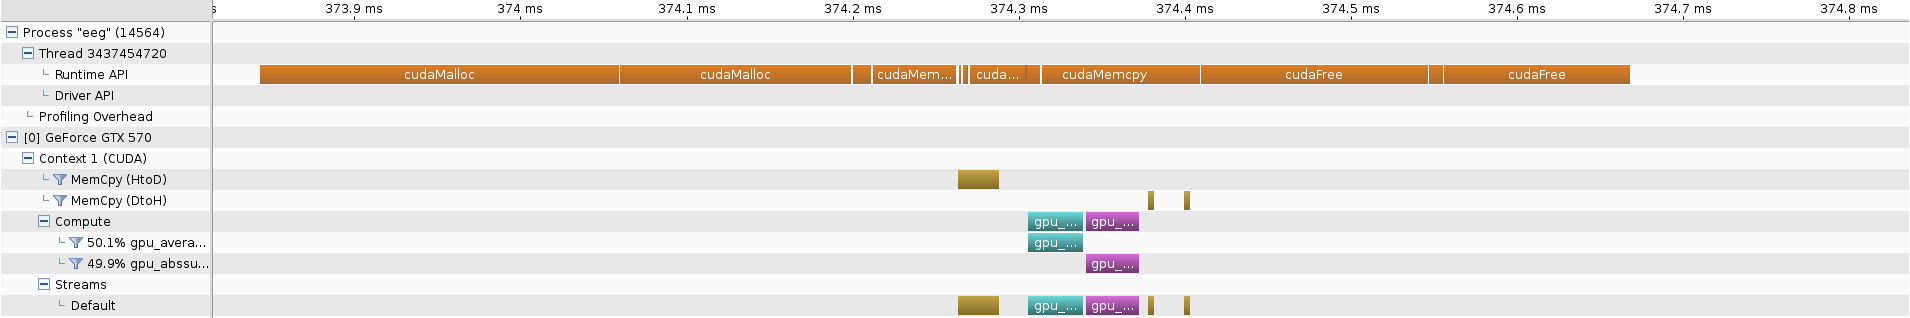 s 373.9 ms 374 ms 374.1 ms 374.2 ms 374.3 ms 374.4 ms 374.5 ms 374.6 ms 374.7 ms 374.8 ms
Process "eeg" (14564)
Thread 3437454720
Runtime API cudaMalloc cudaMalloc cudaMem... cuda... cudaMemcpy cudaFree cudaFree
Driver API
Profiling Overhead
[0] GeForce GTX 570
Context 1 (CUDA)
MemCpy (HtoD)
MemCpy (DtoH)
Compute gpu_... gpu_...
50.1% gpu_avera... gpu_...
49.9% gpu_abssu... gpu_...
Streams
Default gpu_... gpu_...